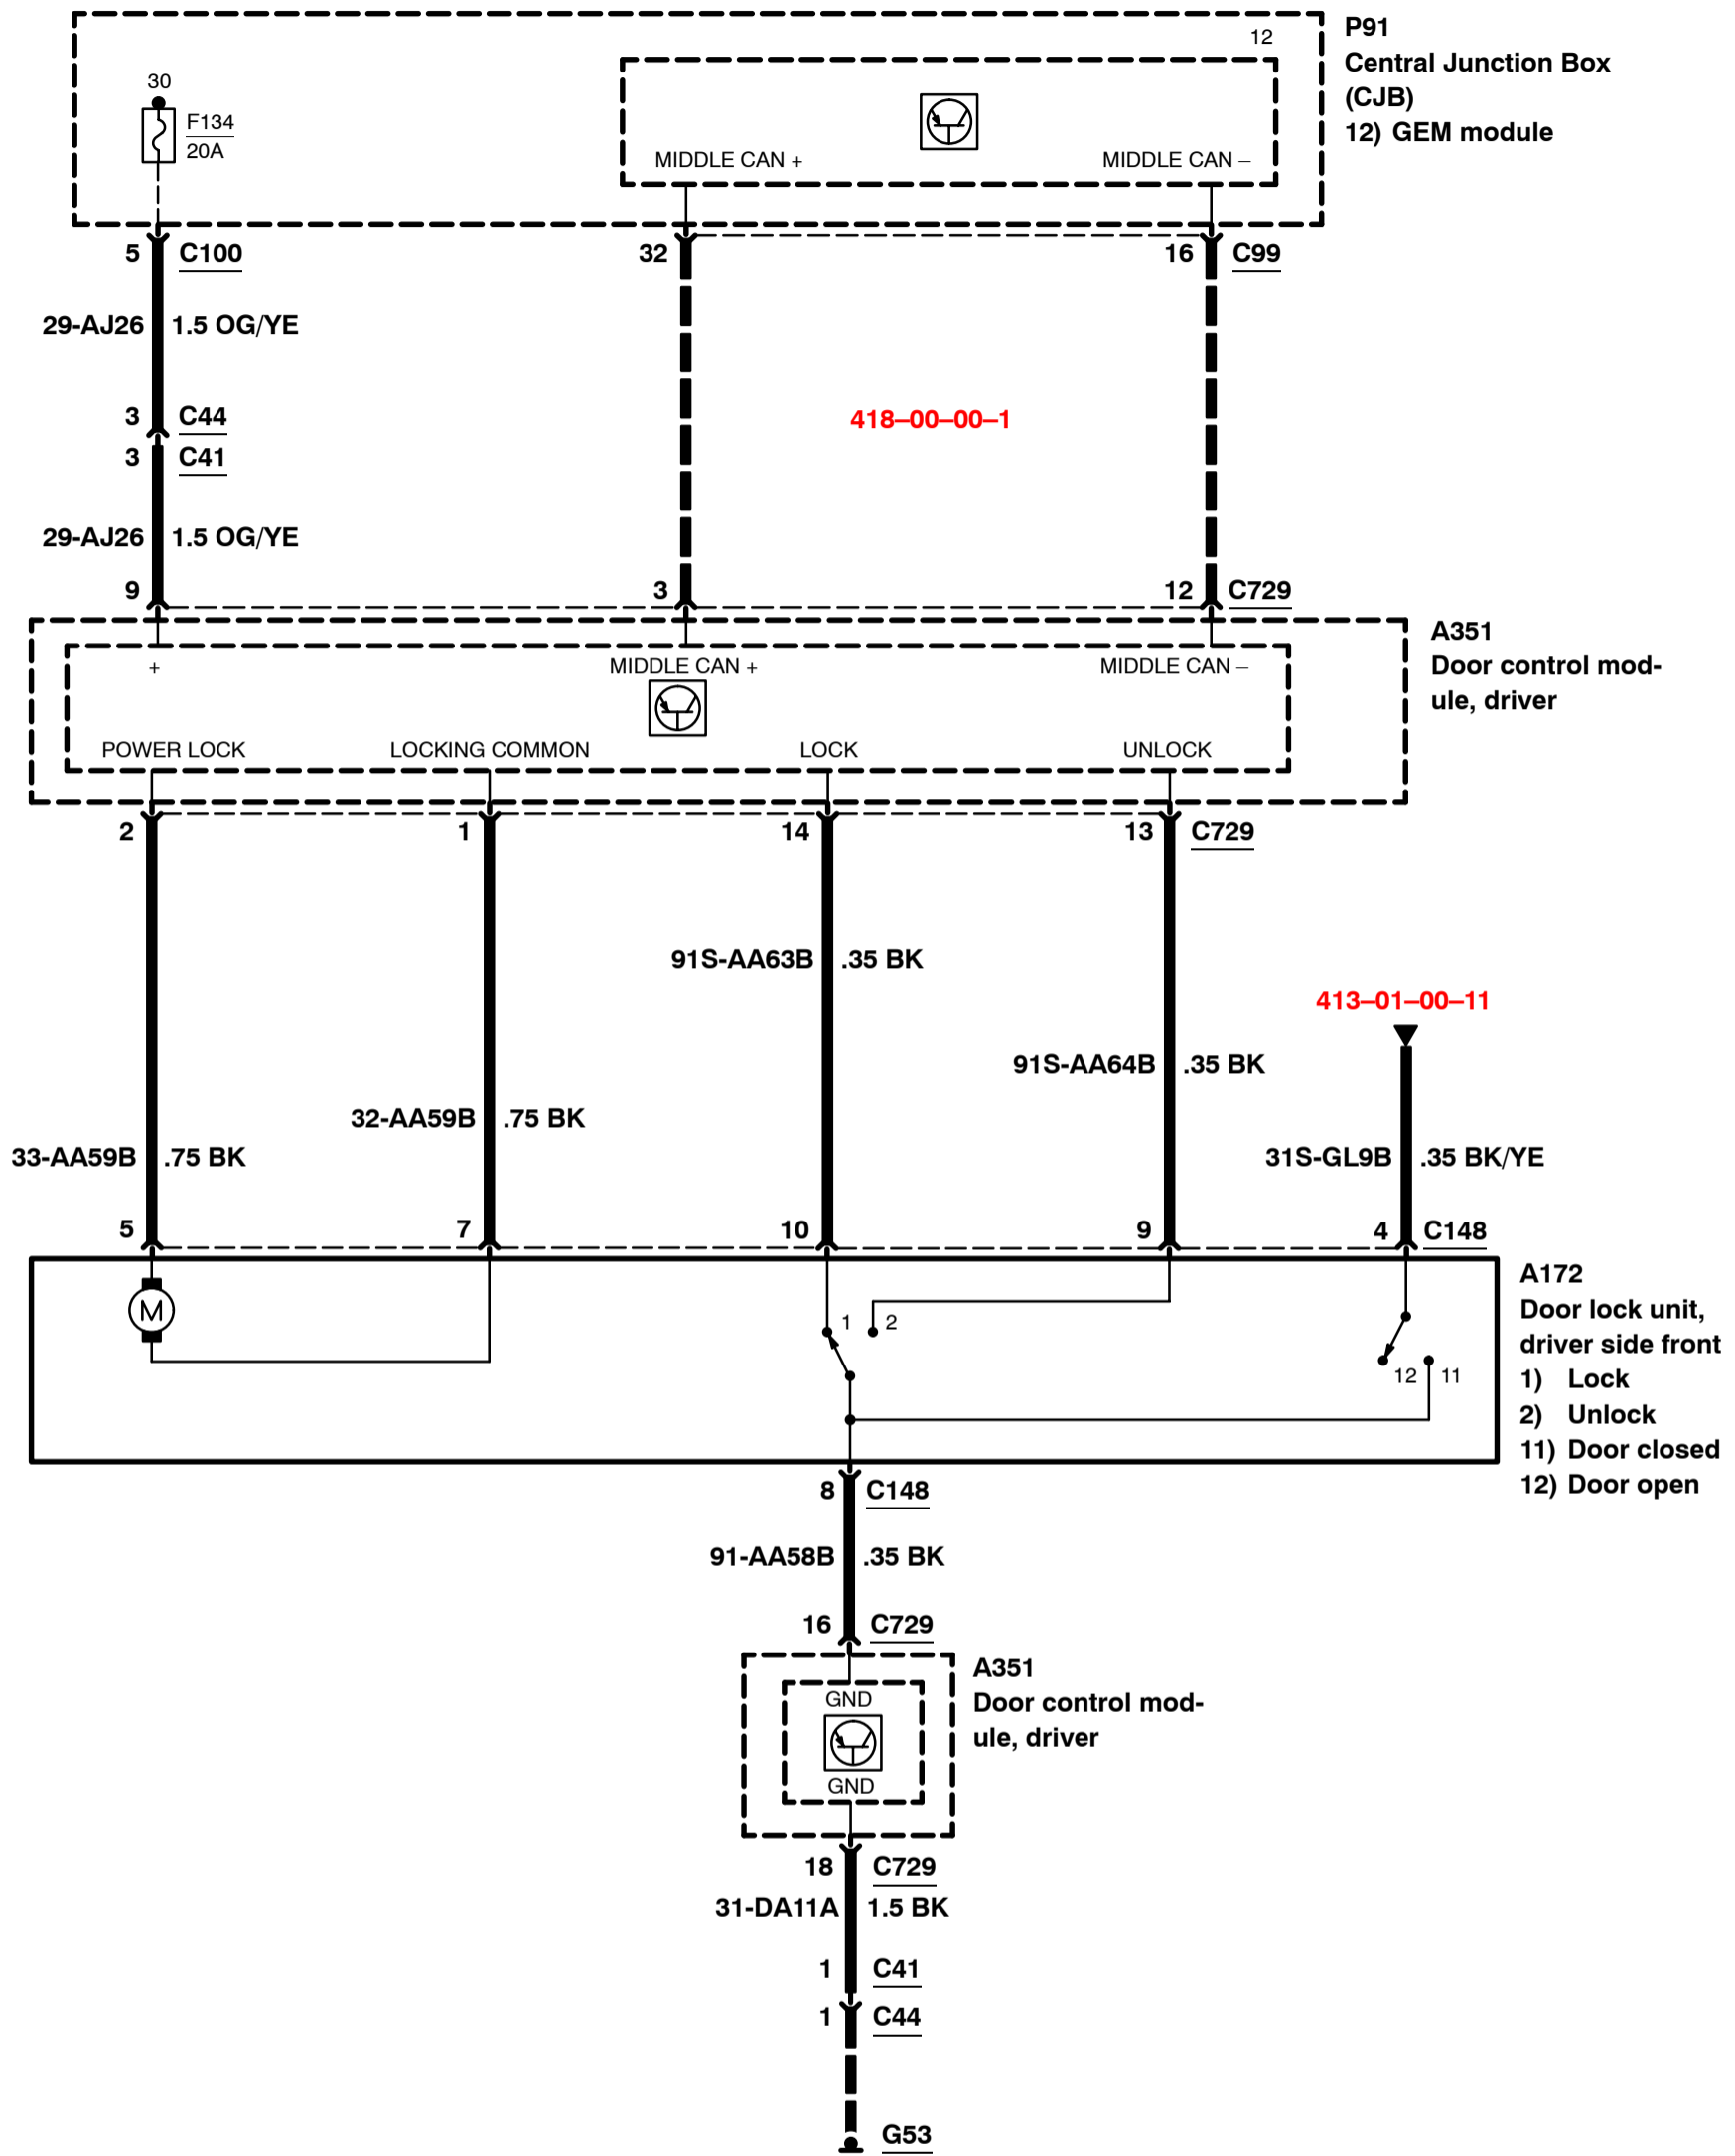 P91
Central Junction Box
(CJB)
12) GEM module
12
30
F134
20A
MIDDLE CAN +
MIDDLE CAN –
5 C100
32
16 C99
29-AJ26 1.5 OG/YE
418–00–00–1
3 C44
3 C41
29-AJ26 1.5 OG/YE
9
3
12 C729
A351
Door control mod-
ule, driver
+
MIDDLE CAN +
MIDDLE CAN –
POWER LOCK
LOCKING COMMON
LOCK
UNLOCK
2
1
14
13 C729
91S-AA63B .35 BK
413–01–00–11
91S-AA64B .35 BK
32-AA59B .75 BK
33-AA59B .75 BK
31S-GL9B .35 BK/YE
5
7
10
9
4 C148
A172
Door lock unit,
driver side front
1) Lock
2) Unlock
11) Door closed
12) Door open
M
1
2
12
11
8 C148
91-AA58B .35 BK
16 C729
A351
Door control mod-
ule, driver
GND
GND
18 C729
31-DA11A 1.5 BK
1 C41
1 C44
G53